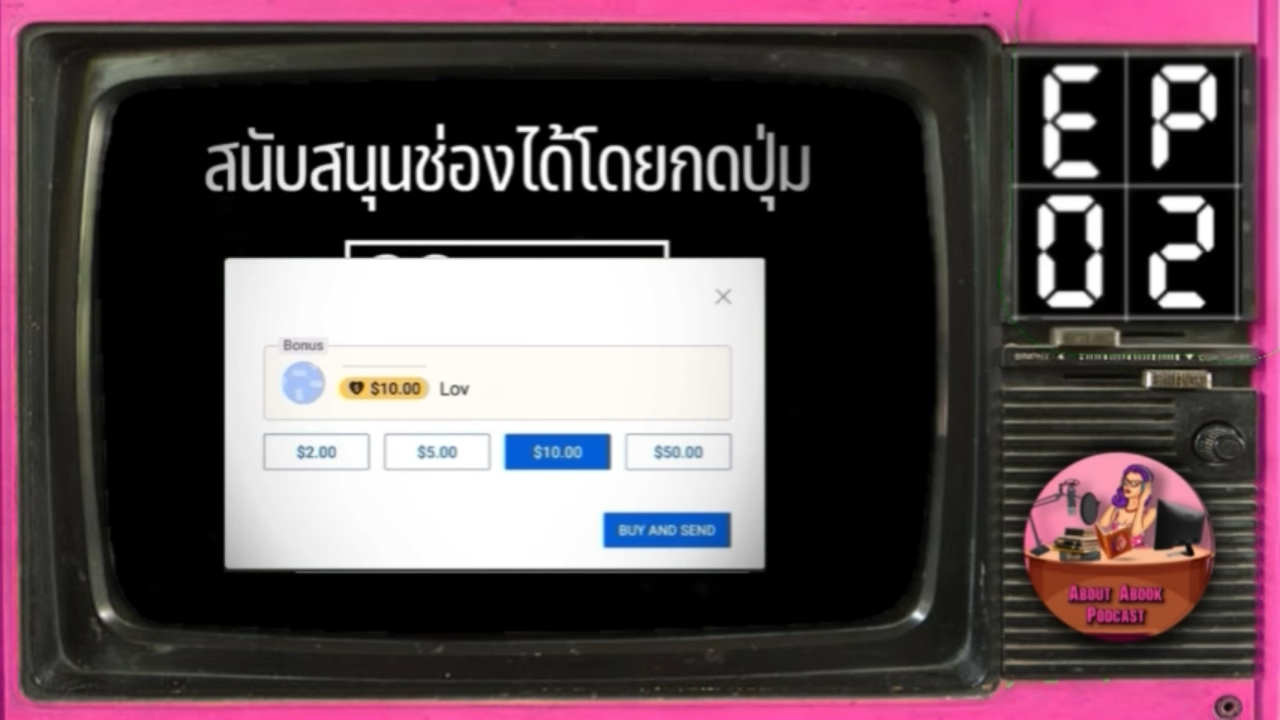 สนับสนุนช่องได้โดยกดปุ่ม
EP
02
Bonus
$10.00 Lov
$2.00
$5.00
$10.00
$50.00
BUY AND SEND
About Abook
Podcast